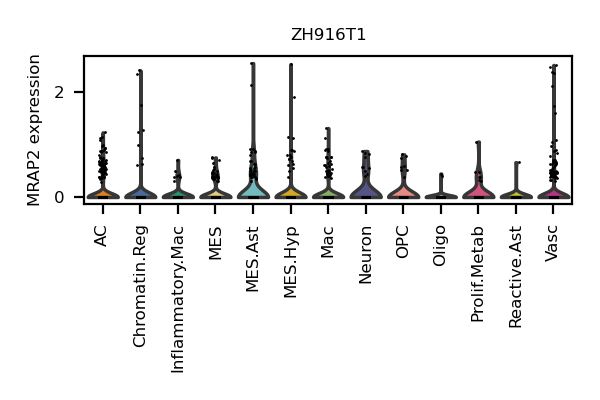 ZH916T1
MRAP2 expression
2
0
AC
Chromatin.Reg
Inflammatory.Mac
MES
MES.Ast
MES.Hyp
Mac
Neuron
OPC
Oligo
Prolif.Metab
Reactive.Ast
Vasc